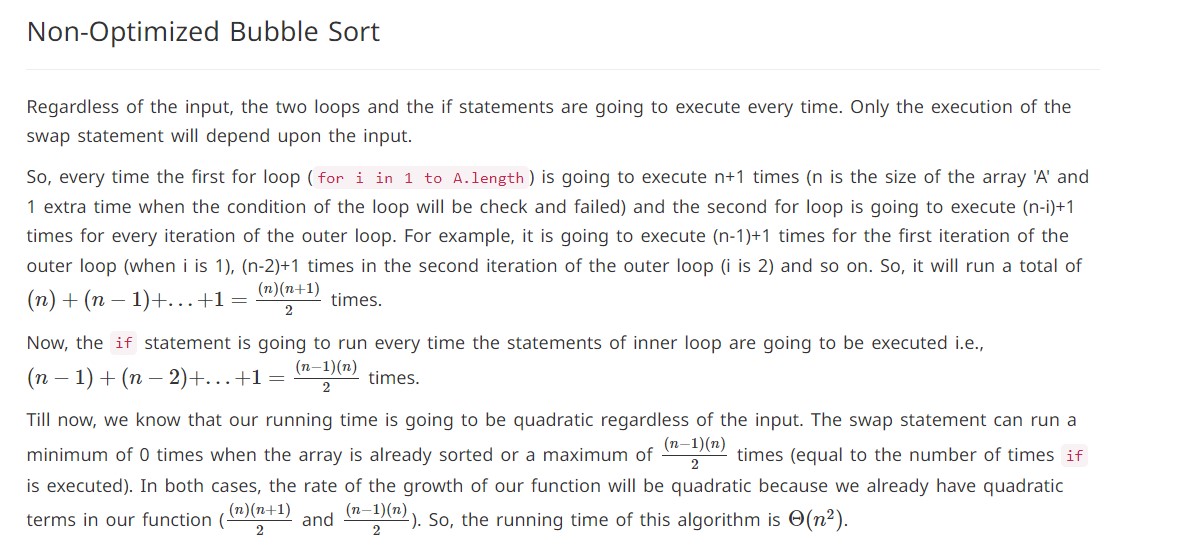 Non-Optimized Bubble Sort
Regardless of the input, the two loops and the if statements are going to execute every time. Only the execution of the
swap statement will depend upon the input.
So, every time the first for loop ( for i in 1 to A.length ) is going to execute n+1 times (n is the size of the array 'A' and
1 extra time when the condition of the loop will be check and failed) and the second for loop is going to execute (n-i)+1
times for every iteration of the outer loop. For example, it is going to execute (n-1)+1 times for the first iteration of the
outer loop (when i is 1), (n-2)+1 times in the second iteration of the outer loop (i is 2) and so on. So, it will run a total of
(n) + (n − 1)+...+1 = (n)(n+1)/2 times.
Now, the if statement is going to run every time the statements of inner loop are going to be executed i.e.,
(n − 1) + (n − 2)+...+1 = (n−1)(n)/2 times.
Till now, we know that our running time is going to be quadratic regardless of the input. The swap statement can run a
minimum of 0 times when the array is already sorted or a maximum of (n−1)(n)/2 times (equal to the number of times if
is executed). In both cases, the rate of the growth of our function will be quadratic because we already have quadratic
terms in our function ( (n)(n+1)/2 and (n−1)(n)/2 ). So, the running time of this algorithm is Θ(n²).